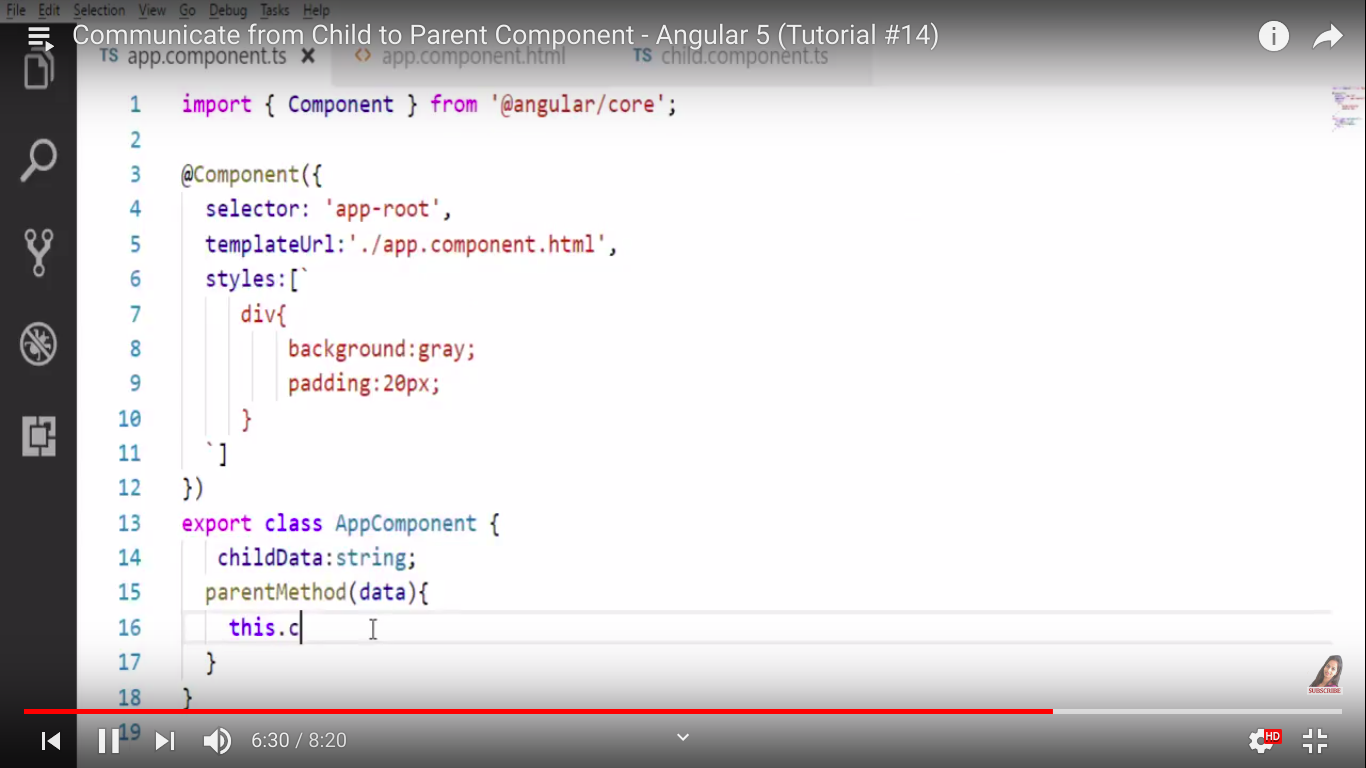 File Edit Selection View Go Debug Tasks Help
Communicate from Child to Parent Component - Angular 5 (Tutorial #14)
TS app.component.ts <> app.component.html TS child.component.ts
1 import { Component } from '@angular/core';
2
3 @Component({
4 selector: 'app-root',
5 templateUrl:'./app.component.html',
6 styles:[`
7 div{
8 background:gray;
9 padding:20px;
10 }
11 `]
12 })
13 export class AppComponent {
14 childData:string;
15 parentMethod(data){
16 this.c
17 }
18 }
19
SUBSCRIBE
6:30 / 8:20
HD